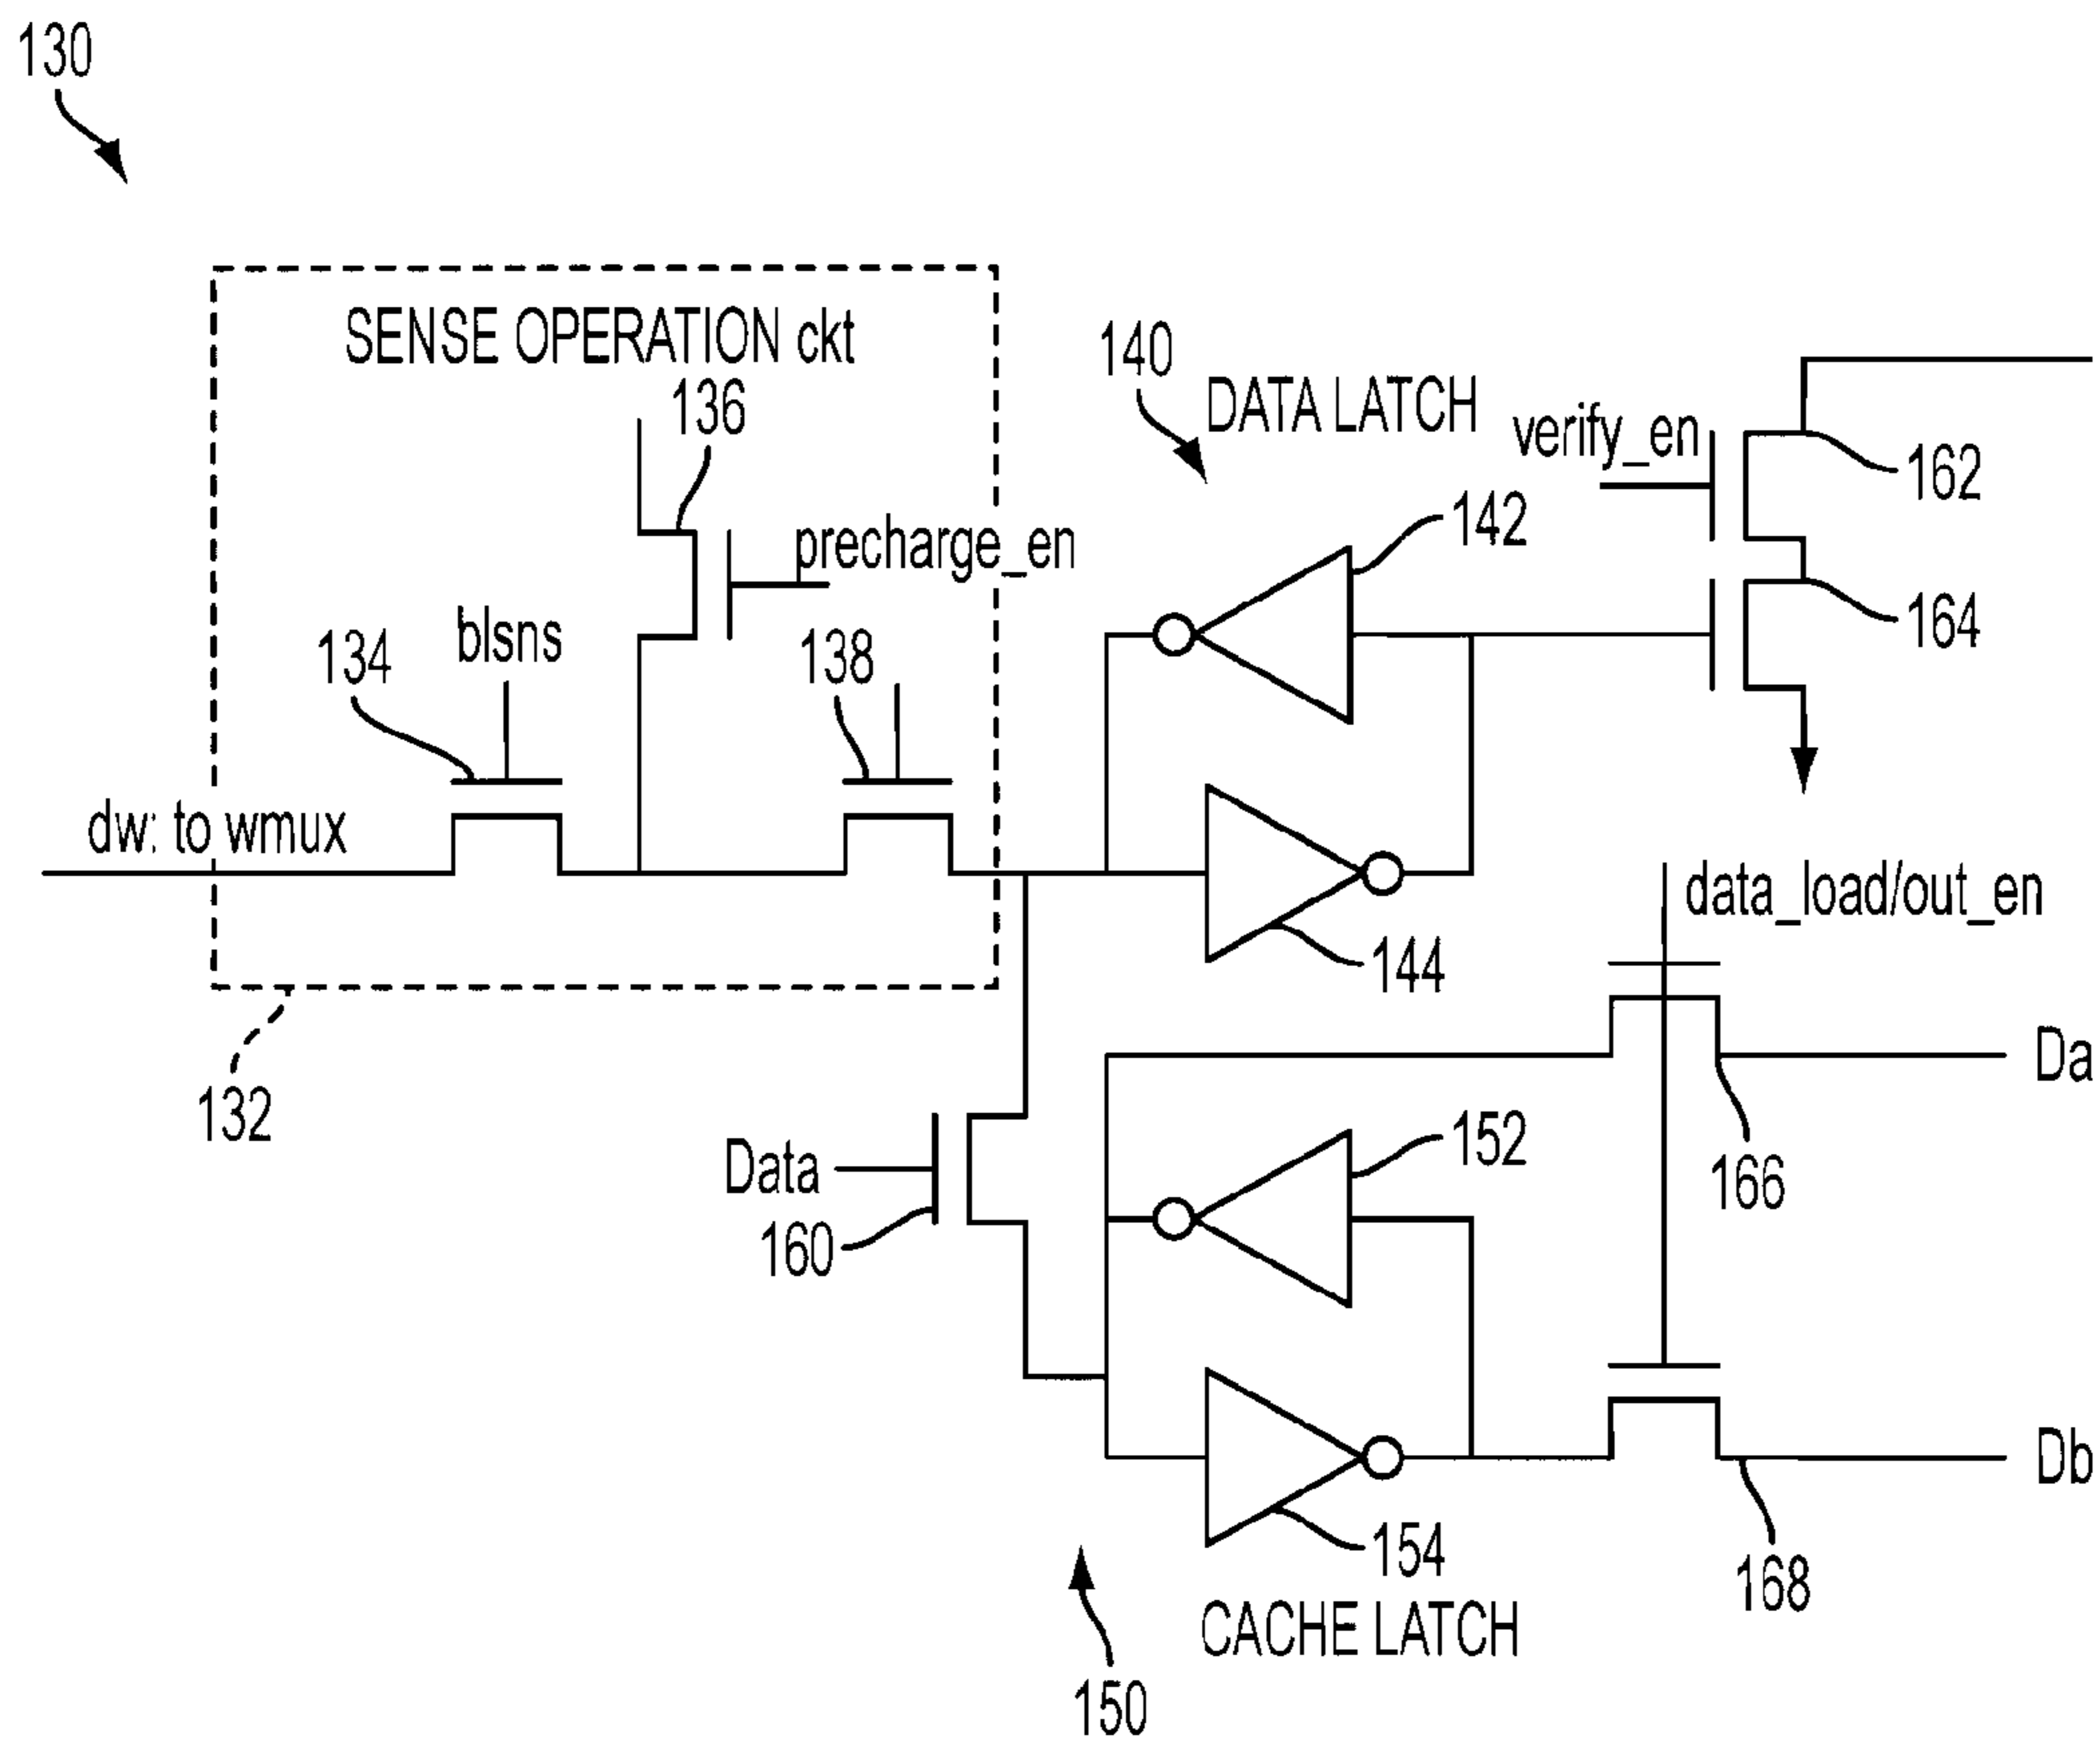 130
SENSE OPERATION ckt
136
precharge_en
134
blsns
138
dw: to wmux
132
140
DATA LATCH
142
144
verify_en
162
164
data_load/out_en
Da
166
Data
160
152
154
Db
168
CACHE LATCH
150